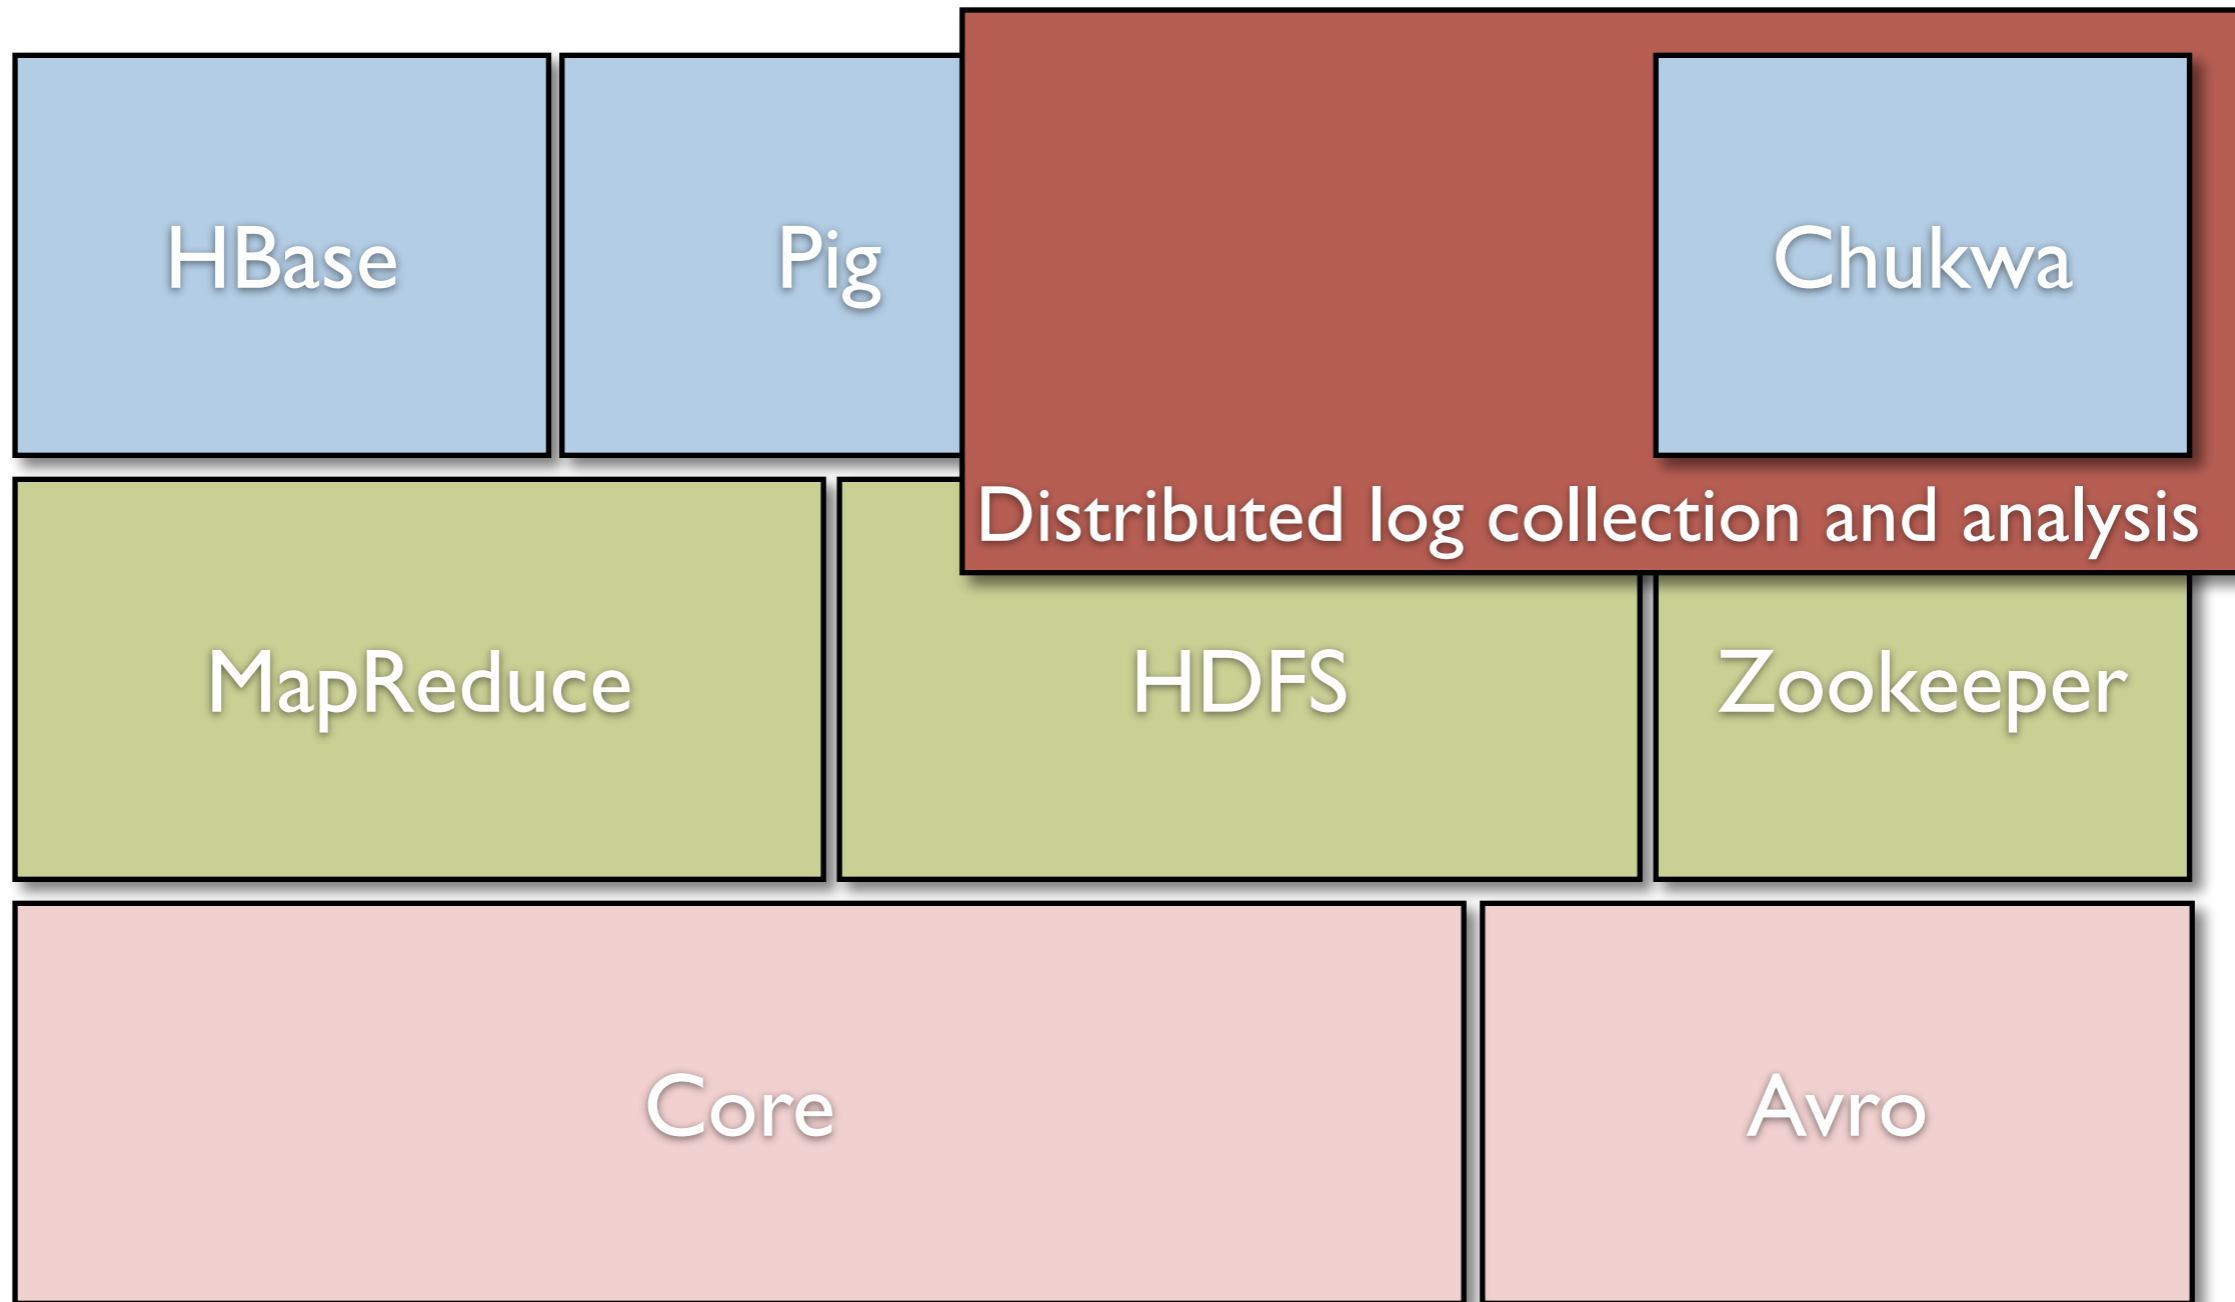 HBase
Pig
Chukwa
Distributed log collection and analysis
MapReduce
HDFS
Zookeeper
Core
Avro